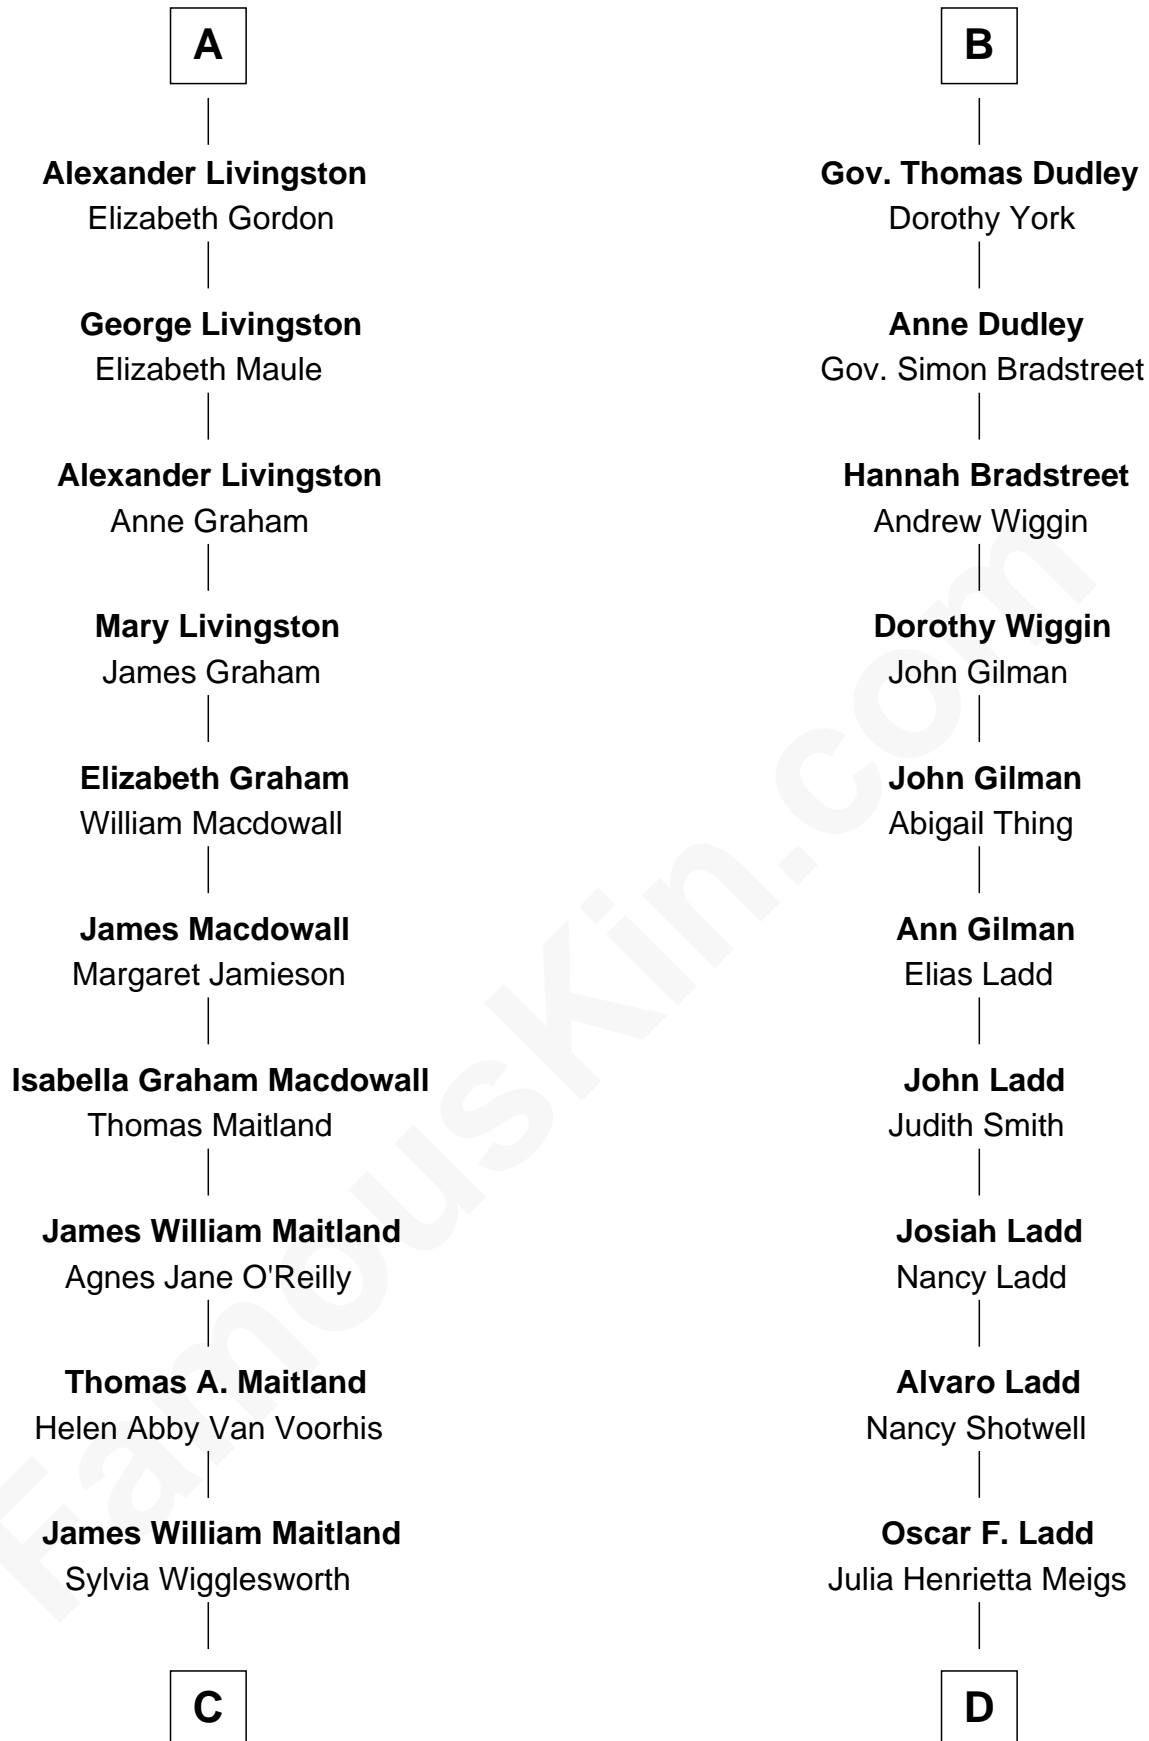 A
Alexander Livingston
Elizabeth Gordon
George Livingston
Elizabeth Maule
Alexander Livingston
Anne Graham
Mary Livingston
James Graham
Elizabeth Graham
William Macdowall
James Macdowall
Margaret Jamieson
Isabella Graham Macdowall
Thomas Maitland
James William Maitland
Agnes Jane O'Reilly
Thomas A. Maitland
Helen Abby Van Voorhis
James William Maitland
Sylvia Wigglesworth
C
B
Gov. Thomas Dudley
Dorothy York
Anne Dudley
Gov. Simon Bradstreet
Hannah Bradstreet
Andrew Wiggin
Dorothy Wiggin
John Gilman
John Gilman
Abigail Thing
Ann Gilman
Elias Ladd
John Ladd
Judith Smith
Josiah Ladd
Nancy Ladd
Alvaro Ladd
Nancy Shotwell
Oscar F. Ladd
Julia Henrietta Meigs
D
FamousKin.com